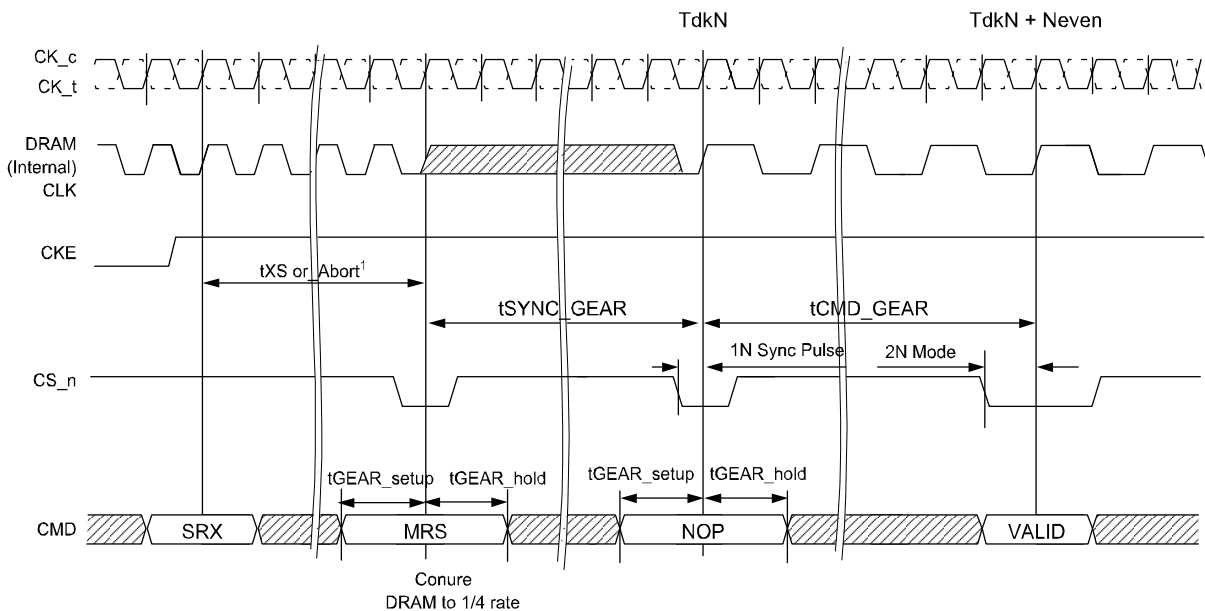 TdkN
TdkN + Neven
CK_c
CK_t
DRAM
(Internal)
CLK
CKE
tXS or_Abort1
tSYNC_GEAR
tCMD_GEAR
1N Sync Pulse
2N Mode
CS_n
tGEAR_setup
tGEAR_hold
tGEAR_setup
tGEAR_hold
CMD
SRX
MRS
NOP
VALID
Conure
DRAM to 1/4 rate